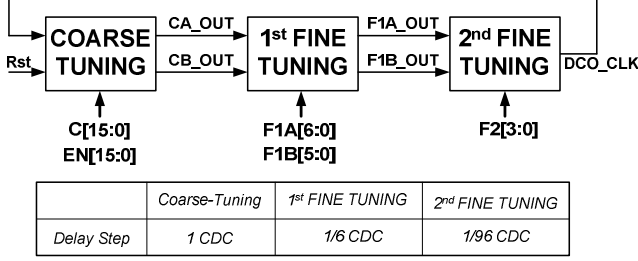 COARSE TUNING
Rst
CA_OUT
CB_OUT
1st FINE TUNING
F1A_OUT
F1B_OUT
2nd FINE TUNING
DCO_CLK
C[15:0]
EN[15:0]
F1A[6:0]
F1B[5:0]
F2[3:0]
Coarse-Tuning 1st FINE TUNING 2nd FINE TUNING
Delay Step 1 CDC 1/6 CDC 1/96 CDC